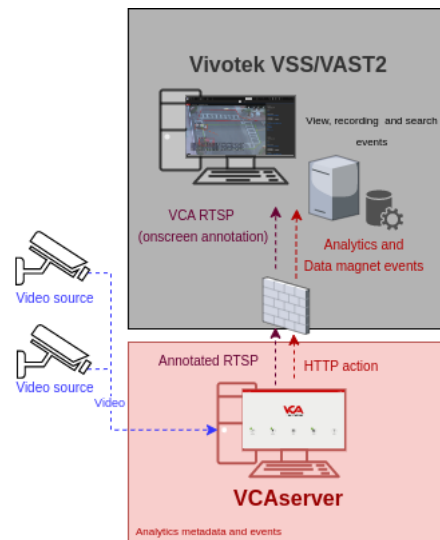 Vivotek VSS/VAST2
View, recording and search
events
VCA RTSP
(onscreen annotation)
Analytics and
Data magnet events
Video source
Video source
Video
Annotated RTSP
HTTP action
VCA
VCAserver
Analytics metadata and events